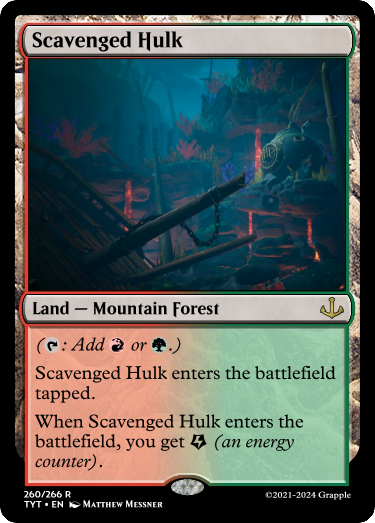 Scavenged Hulk
Land — Mountain Forest
(: Add or .)
Scavenged Hulk enters the battlefield
tapped.
When Scavenged Hulk enters the
battlefield, you get (an energy
counter).
260/266 R
TYT • EN Matthew Messner
©2021-2024 Grapple